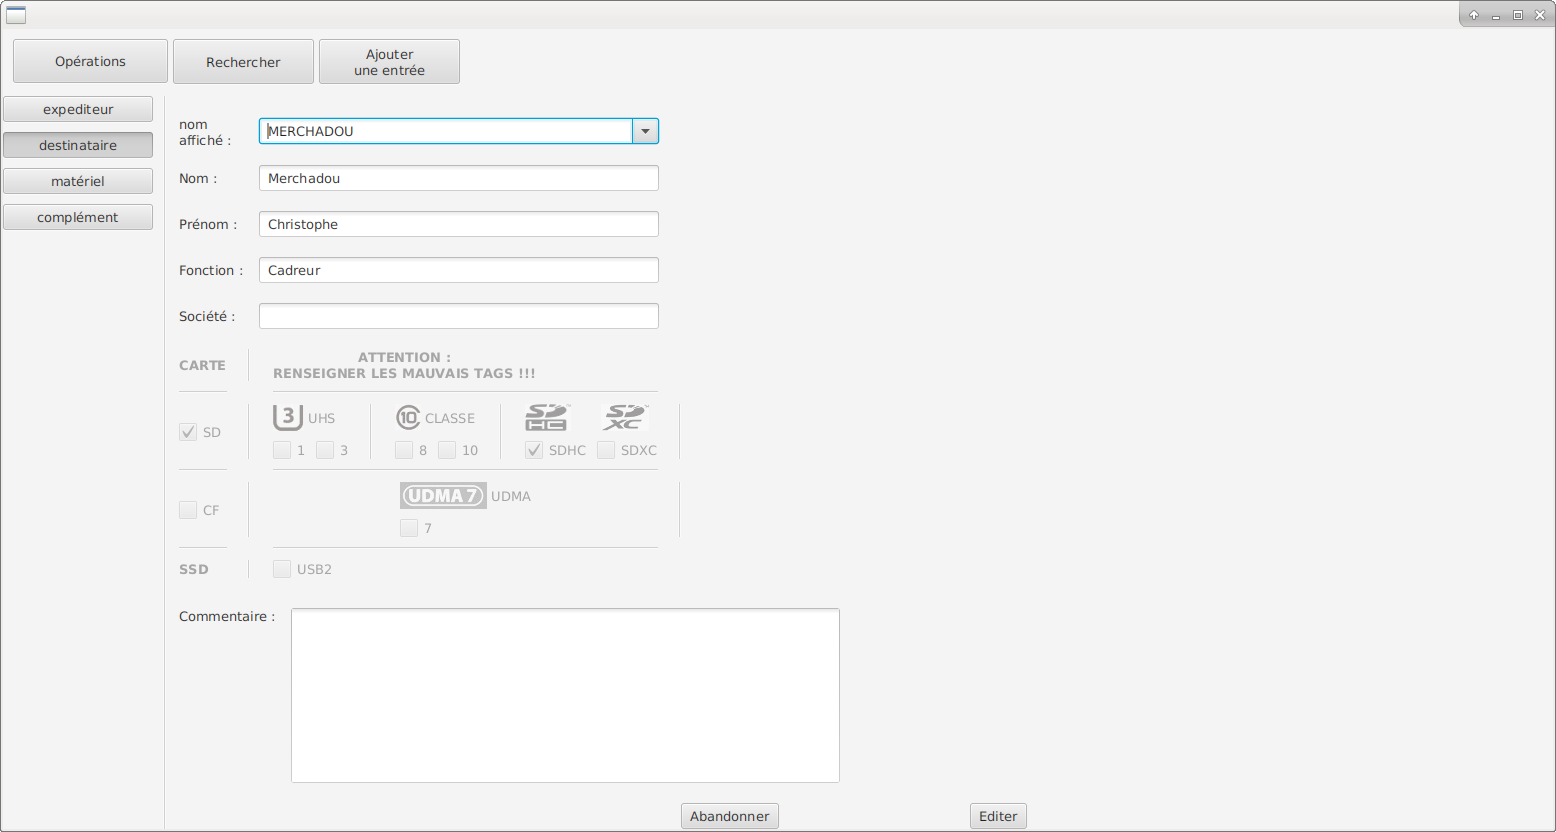 Opérations
Rechercher
Ajouter
une entrée
expediteur
destinataire
matériel
complément
nom
affiché :
MERCHADOU
Nom :
Merchadou
Prénom :
Christophe
Fonction :
Cadreur
Société :
CARTE
ATTENTION :
RENSEIGNER LES MAUVAIS TAGS !!!
SD
3 UHS
1 3
10 CLASSE
8 10
SD HC
SD XC
SDHC SDXC
CF
UDMA 7 UDMA
7
SSD
USB2
Commentaire :
Abandonner
Editer